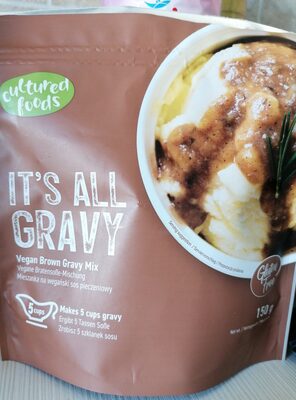 cultured
foods
IT'S ALL
GRAVY
Vegan Brown Gravy Mix
Vegane Bratensoße-Mischung
Mieszanka na wegański sos pieczeniowy
5 cups
Makes 5 cups gravy
Ergibt 5 Tassen Soße
Zrobisz 5 szklanek sosu
Gluten
free
150 g